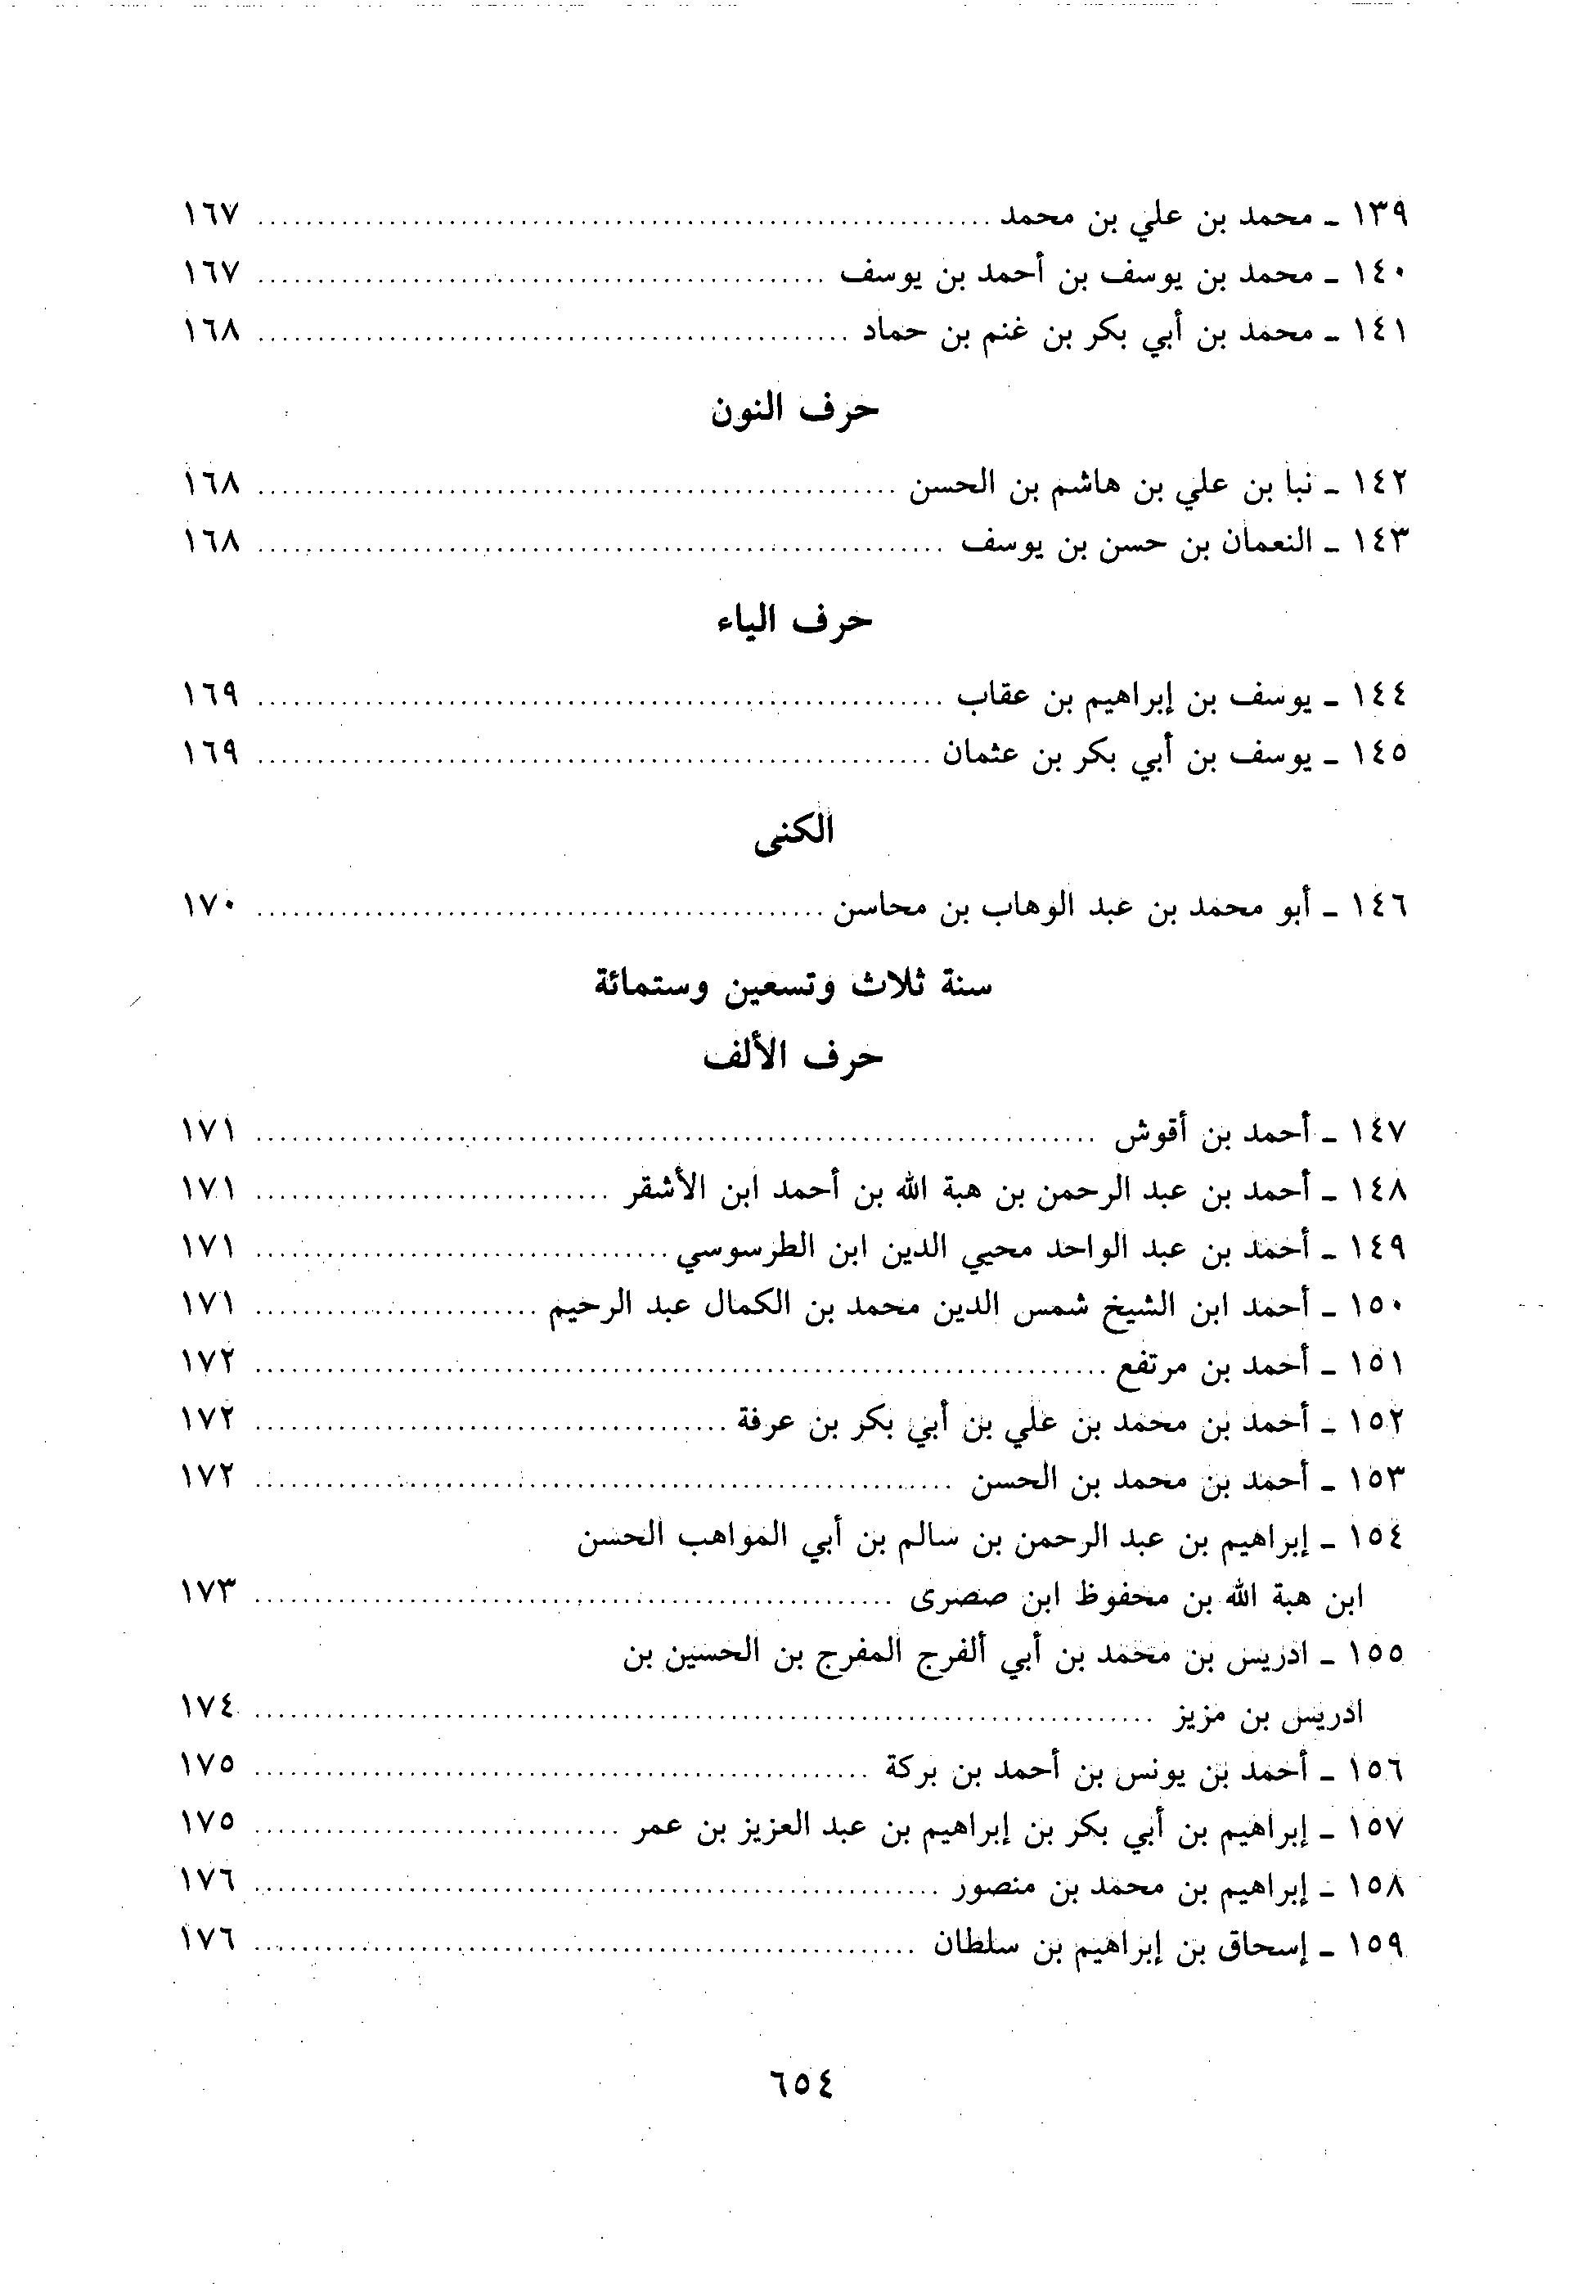 ١٣٩ ـ محمد بن علي بن محمد ........ ١٦٧
١٤٠ ـ محمد بن يوسف بن أحمد بن يوسف ........ ١٦٧
١٤١ ـ محمد بن أبي بكر بن غنم بن حماد ........ ١٦٨
حرف النون
١٤٢ ـ نبا بن علي بن هاشم بن الحسن ........ ١٦٨
١٤٣ ـ النعمان بن حسن بن يوسف ........ ١٦٨
حرف الياء
١٤٤ ـ يوسف بن إبراهيم بن عقاب ........ ١٦٩
١٤٥ ـ يوسف بن أبي بكر بن عثمان ........ ١٦٩
الكنى
١٤٦ ـ أبو محمد بن عبد الوهاب بن محاسن ........ ١٧٠
سنة ثلاث وتسعين وستمائة
حرف الألف
١٤٧ ـ أحمد بن أقوش ........ ١٧١
١٤٨ ـ أحمد بن عبد الرحمن بن هبة الله بن أحمد ابن الأشقر ........ ١٧١
١٤٩ ـ أحمد بن عبد الواحد محيي الدين ابن الطرسوسي ........ ١٧١
١٥٠ ـ أحمد ابن الشيخ شمس الدين محمد بن الكمال عبد الرحيم ........ ١٧١
١٥١ ـ أحمد بن مرتفع ........ ١٧٢
١٥٢ ـ أحمد بن محمد بن علي بن أبي بكر بن عرفة ........ ١٧٢
١٥٣ ـ أحمد بن محمد بن الحسن ........ ١٧٢
١٥٤ ـ إبراهيم بن عبد الرحمن بن سالم بن أبي المواهب الحسن
ابن هبة الله بن محفوظ ابن صصرى ........ ١٧٣
١٥٥ ـ ادريس بن محمد بن أبي ألفرج المفرج بن الحسين بن
ادريس بن مزيز ........ ١٧٤
١٥٦ ـ أحمد بن يونس بن أحمد بن بركة ........ ١٧٥
١٥٧ ـ إبراهيم بن أبي بكر بن إبراهيم بن عبد العزيز بن عمر ........ ١٧٥
١٥٨ ـ إبراهيم بن محمد بن منصور ........ ١٧٦
١٥٩ ـ إسحاق بن إبراهيم بن سلطان ........ ١٧٦
٦٥٤